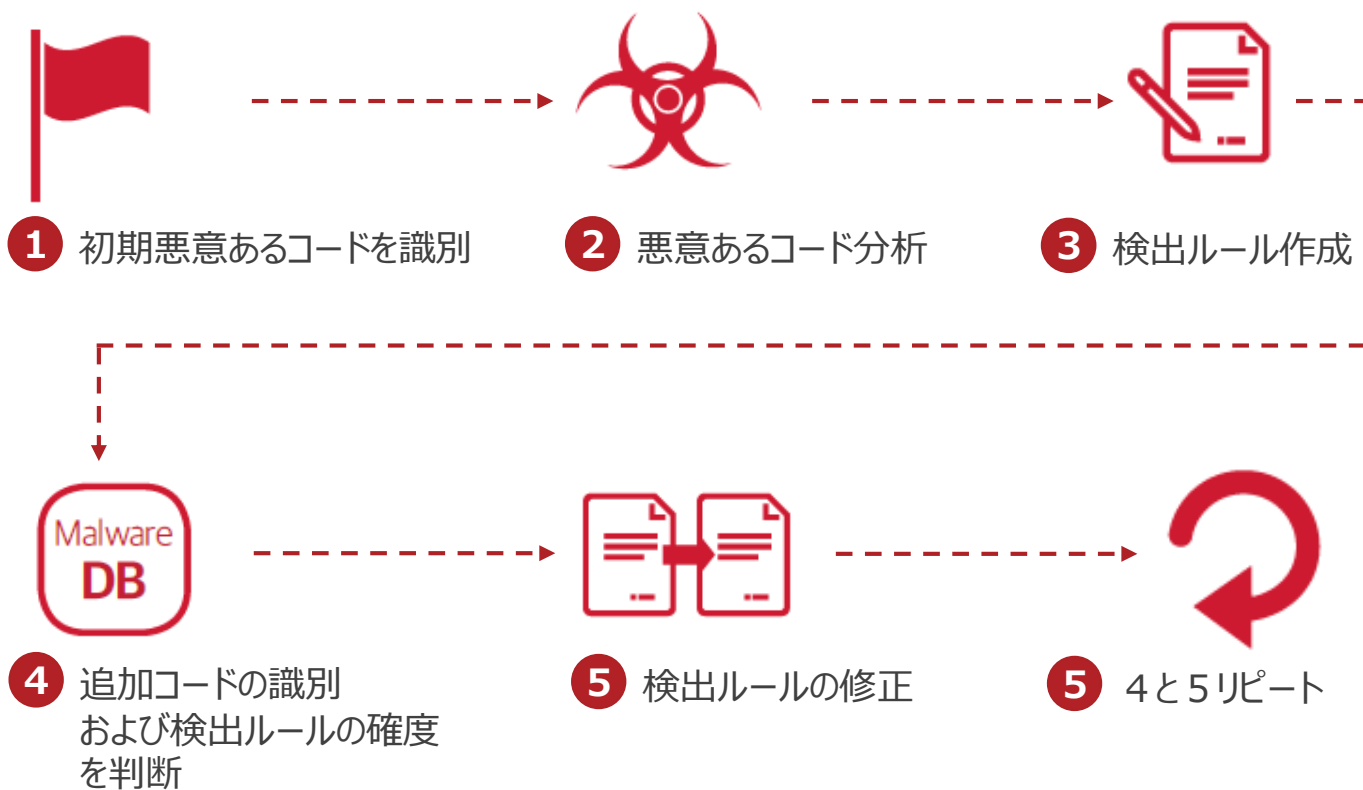 1 初期悪意あるコードを識別
2 悪意あるコード分析
3 検出ルール作成
Malware
DB
4 追加コードの識別
および検出ルールの確度
を判断
5 検出ルールの修正
5 4と5リピート